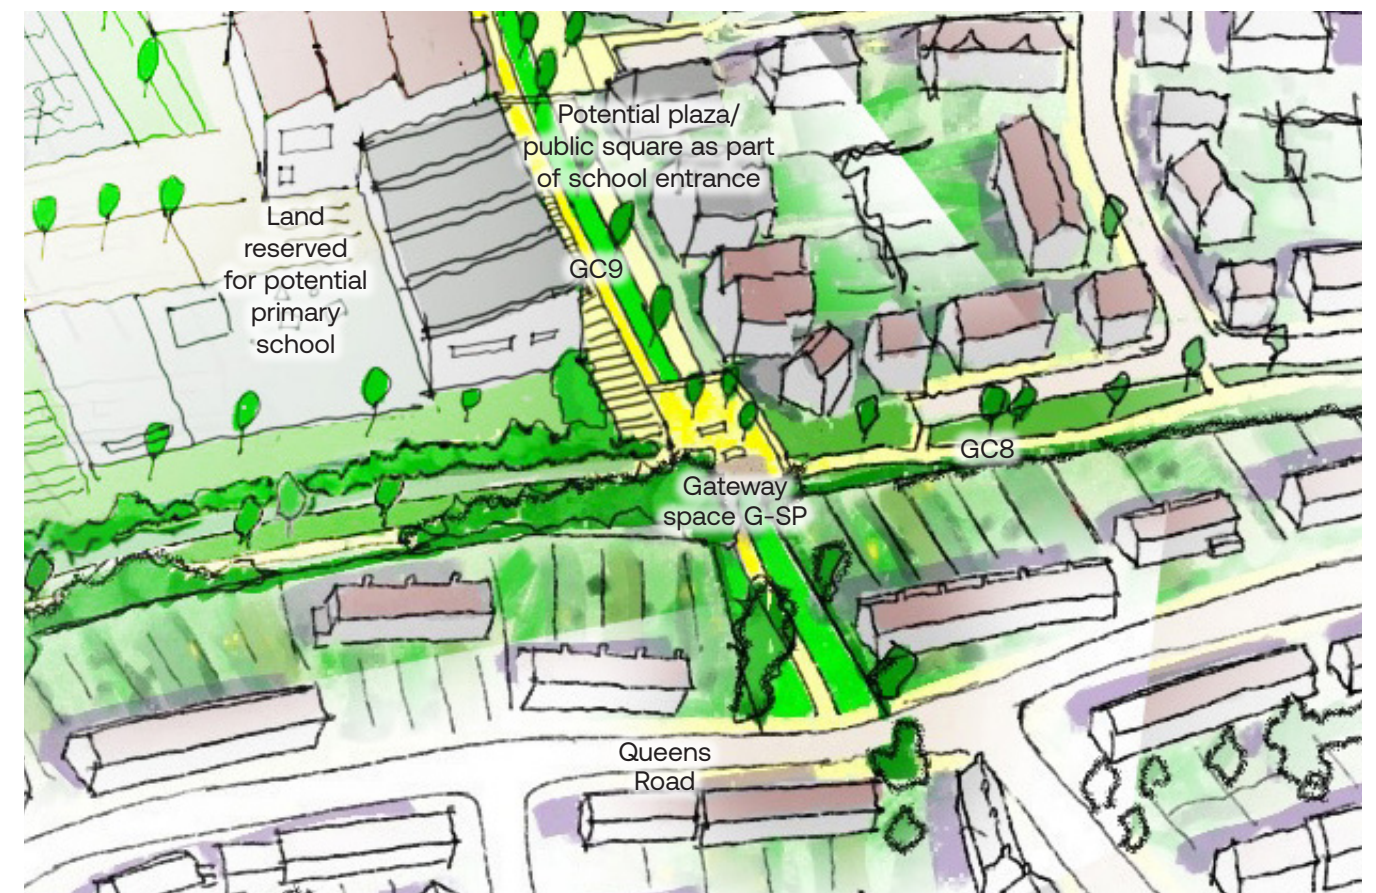 Potential plaza/
public square as part
of school entrance
Land
reserved
for potential
primary
school
GC9
GC8
Gateway
space G-SP
Queens
Road